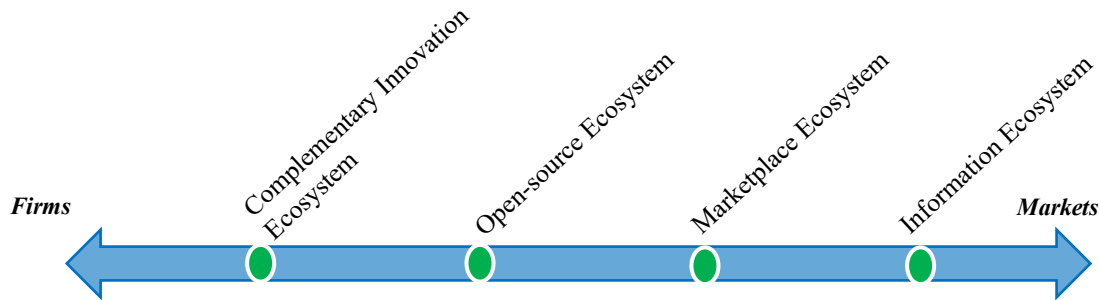 Firms
Complementary Innovation
Ecosystem
Open-source Ecosystem
Marketplace Ecosystem
Information Ecosystem
Markets